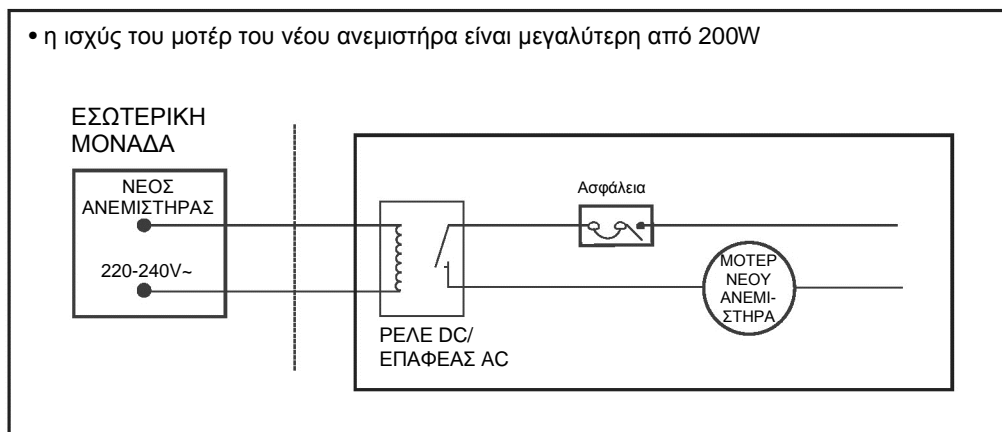 • η ισχύς του μοτέρ του νέου ανεμιστήρα είναι μεγαλύτερη από 200W
ΕΣΩΤΕΡΙΚΗ
ΜΟΝΑΔΑ
ΝΕΟΣ
ΑΝΕΜΙΣΤΗΡΑΣ
220-240V~
Ασφάλεια
ΜΟΤΕΡ
ΝΕΟΥ
ΑΝΕΜΙ-
ΣΤΗΡΑ
ΡΕΛΕ DC/
ΕΠΑΦΕΑΣ AC